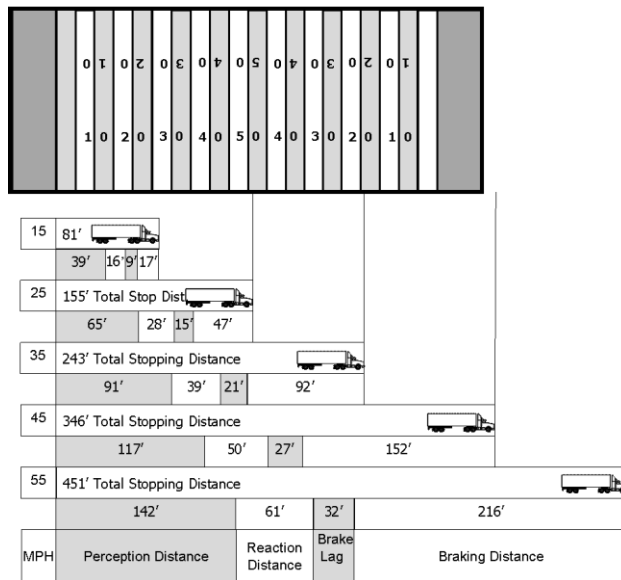 0 1 0 2 0 3 0 4 0 5 0 4 0 3 0 2 0 1
1 0 2 0 3 0 4 0 5 0 4 0 3 0 2 0 1 0
15 81'
39' 16' 9' 17'
25 155' Total Stop Dist
65' 28' 15' 47'
35 243' Total Stopping Distance
91' 39' 21' 92'
45 346' Total Stopping Distance
117' 50' 27' 152'
55 451' Total Stopping Distance
142' 61' 32' 216'
MPH Perception Distance Reaction Distance Brake Lag Braking Distance